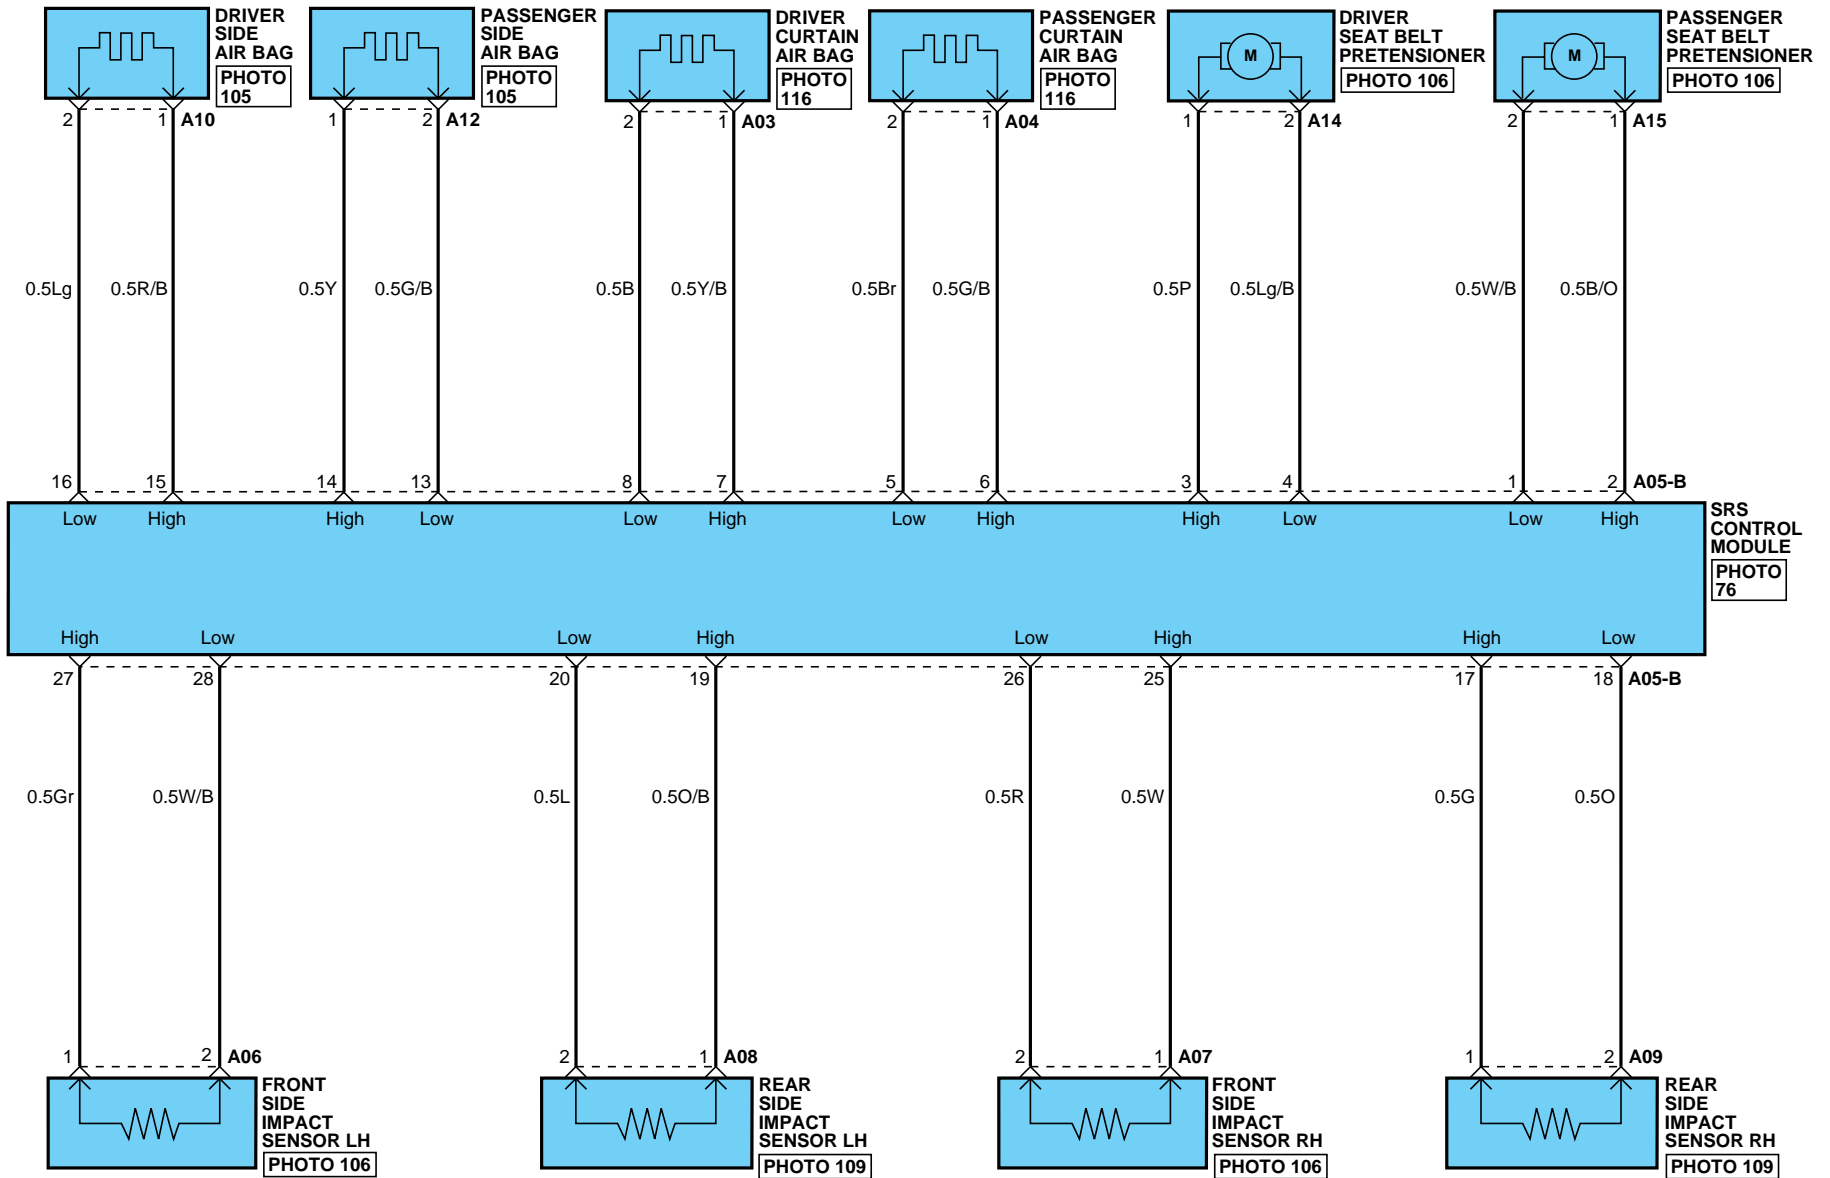 DRIVER
SIDE
AIR BAG
PHOTO
105
PASSENGER
SIDE
AIR BAG
PHOTO
105
DRIVER
CURTAIN
AIR BAG
PHOTO
116
PASSENGER
CURTAIN
AIR BAG
PHOTO
116
DRIVER
SEAT BELT
PRETENSIONER
PHOTO 106
PASSENGER
SEAT BELT
PRETENSIONER
PHOTO 106
M
M
2 1 A10
1 2 A12
2 1 A03
2 1 A04
1 2 A14
2 1 A15
0.5Lg 0.5R/B 0.5Y 0.5G/B 0.5B 0.5Y/B 0.5Br 0.5G/B 0.5P 0.5Lg/B 0.5W/B 0.5B/O
16 15 14 13 8 7 5 6 3 4 1 2 A05-B
Low High High Low Low High Low High High Low Low High
SRS
CONTROL
MODULE
PHOTO
76
High Low Low High Low High High Low
27 28 20 19 26 25 17 18 A05-B
0.5Gr 0.5W/B 0.5L 0.5O/B 0.5R 0.5W 0.5G 0.5O
1 2 A06
2 1 A08
2 1 A07
1 2 A09
FRONT
SIDE
IMPACT
SENSOR LH
PHOTO 106
REAR
SIDE
IMPACT
SENSOR LH
PHOTO 109
FRONT
SIDE
IMPACT
SENSOR RH
PHOTO 106
REAR
SIDE
IMPACT
SENSOR RH
PHOTO 109